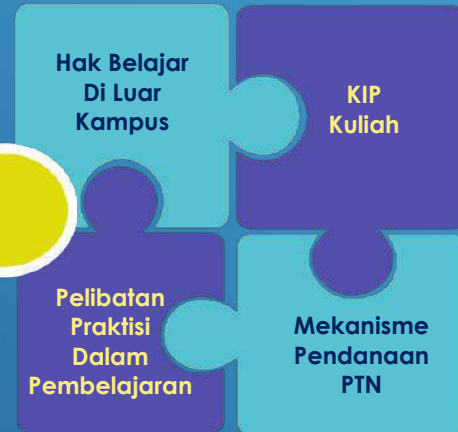 Hak Belajar
Di Luar
Kampus
KIP
Kuliah
Pelibatan
Praktisi
Dalam
Pembelajaran
Mekanisme
Pendanaan
PTN